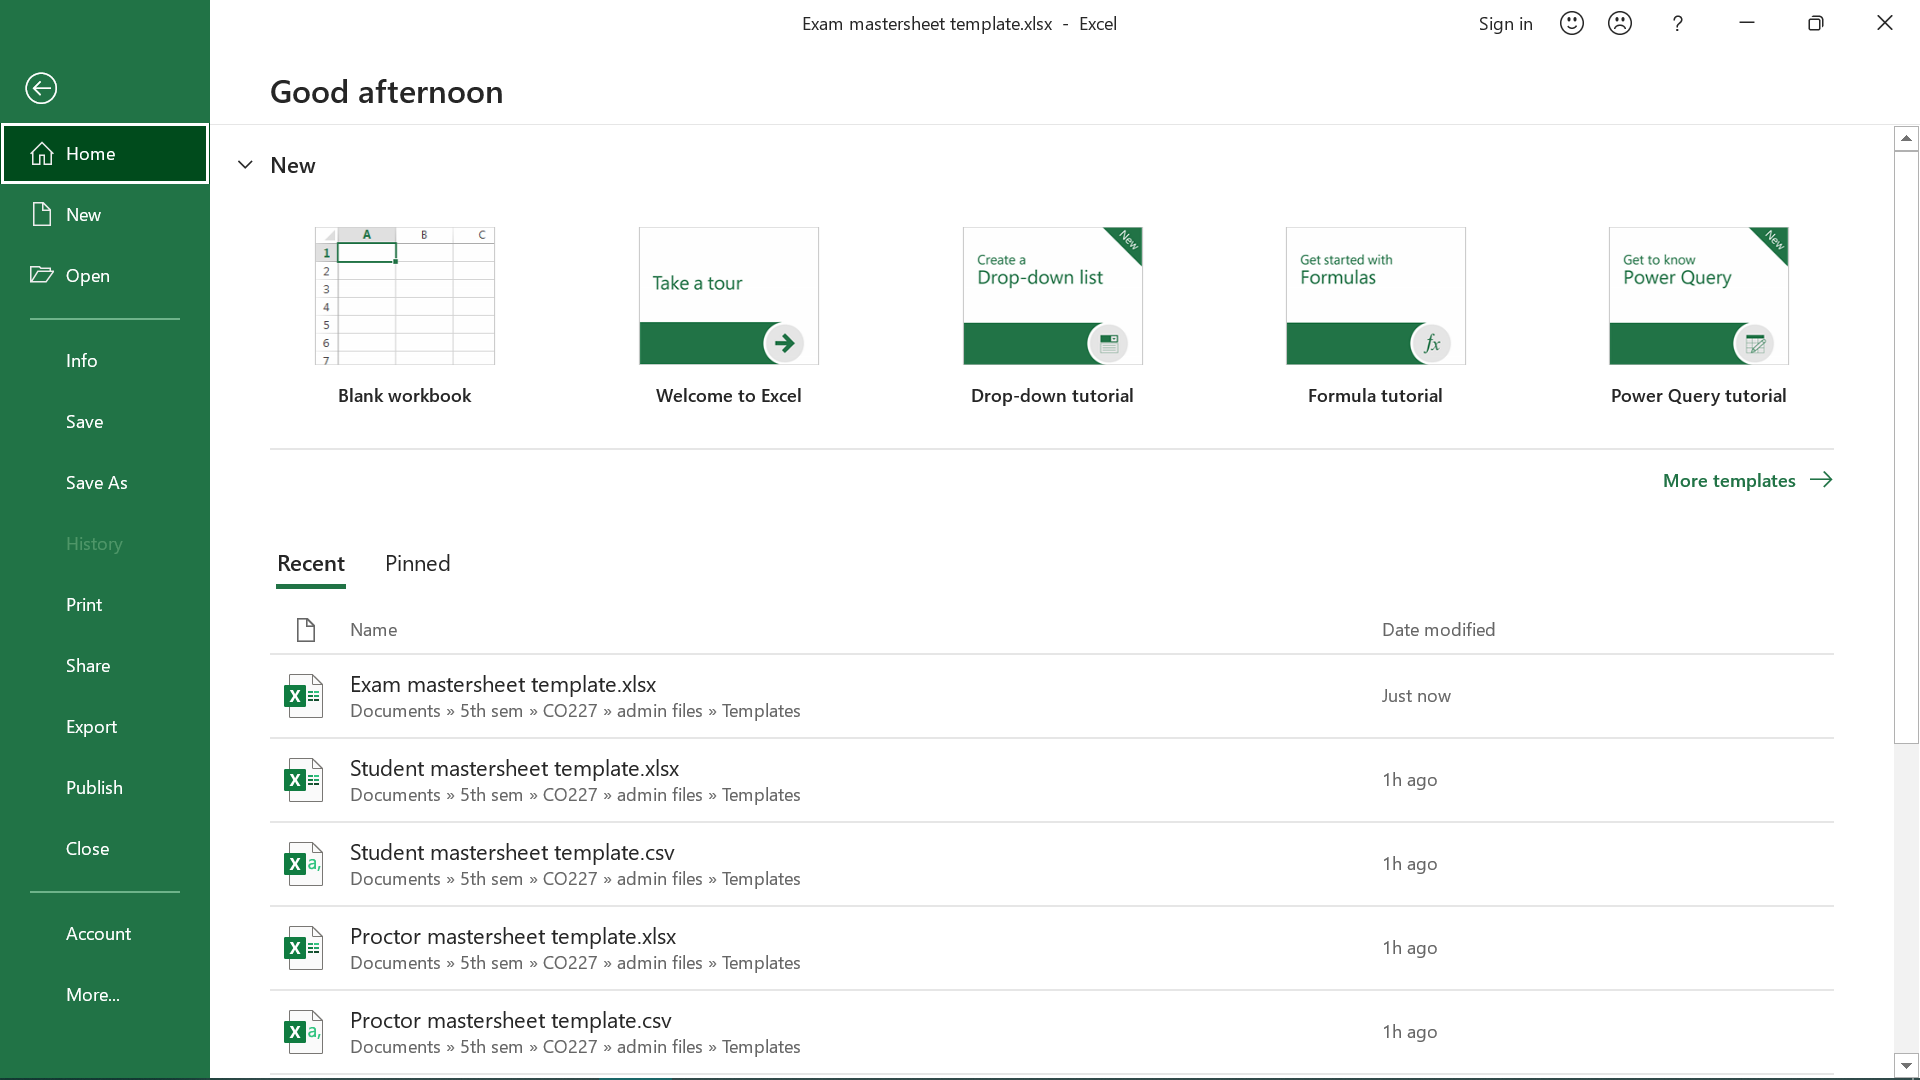 Exam mastersheet template.xlsx - Excel
Sign in
?
Good afternoon
Home
New
Open
Info
Save
Save As
History
Print
Share
Export
Publish
Close
Account
More...
New
A B C
1
2
3
4
5
6
7
Blank workbook
Take a tour
Welcome to Excel
New
Create a
Drop-down list
Drop-down tutorial
Get started with
Formulas
fx
Formula tutorial
New
Get to know
Power Query
Power Query tutorial
More templates
Recent Pinned
Name Date modified
X
Exam mastersheet template.xlsx
Documents » 5th sem » CO227 » admin files » Templates
Just now
X
Student mastersheet template.xlsx
Documents » 5th sem » CO227 » admin files » Templates
1h ago
X a,
Student mastersheet template.csv
Documents » 5th sem » CO227 » admin files » Templates
1h ago
X
Proctor mastersheet template.xlsx
Documents » 5th sem » CO227 » admin files » Templates
1h ago
X a,
Proctor mastersheet template.csv
Documents » 5th sem » CO227 » admin files » Templates
1h ago